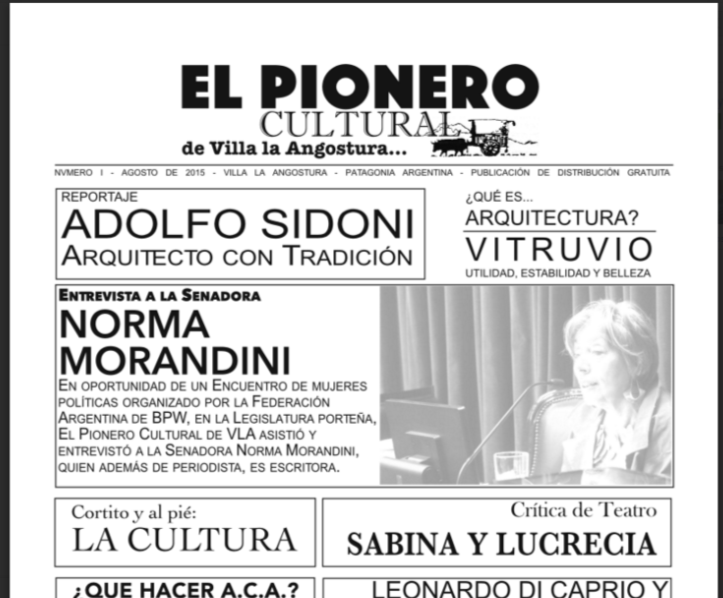 EL PIONERO
CULTURAL
de Villa la Angostura...
NVMERO I - AGOSTO DE 2015 - VILLA LA ANGOSTURA - PATAGONIA ARGENTINA - PUBLICACIÓN DE DISTRIBUCIÓN GRATUITA
REPORTAJE
ADOLFO SIDONI
ARQUITECTO CON TRADICIÓN
¿QUÉ ES...
ARQUITECTURA?
VITRUVIO
UTILIDAD, ESTABILIDAD Y BELLEZA
ENTREVISTA A LA SENADORA
NORMA
MORANDINI
EN OPORTUNIDAD DE UN ENCUENTRO DE MUJERES
POLÍTICAS ORGANIZADO POR LA FEDERACIÓN
ARGENTINA DE BPW, EN LA LEGISLATURA PORTEÑA,
EL PIONERO CULTURAL DE VLA ASISTIÓ Y
ENTREVISTÓ A LA SENADORA NORMA MORANDINI,
QUIEN ADEMÁS DE PERIODISTA, ES ESCRITORA.
Cortito y al pié:
LA CULTURA
Crítica de Teatro
SABINA Y LUCRECIA
¿QUE HACER A.C.A.?
LEONARDO DI CAPRIO Y